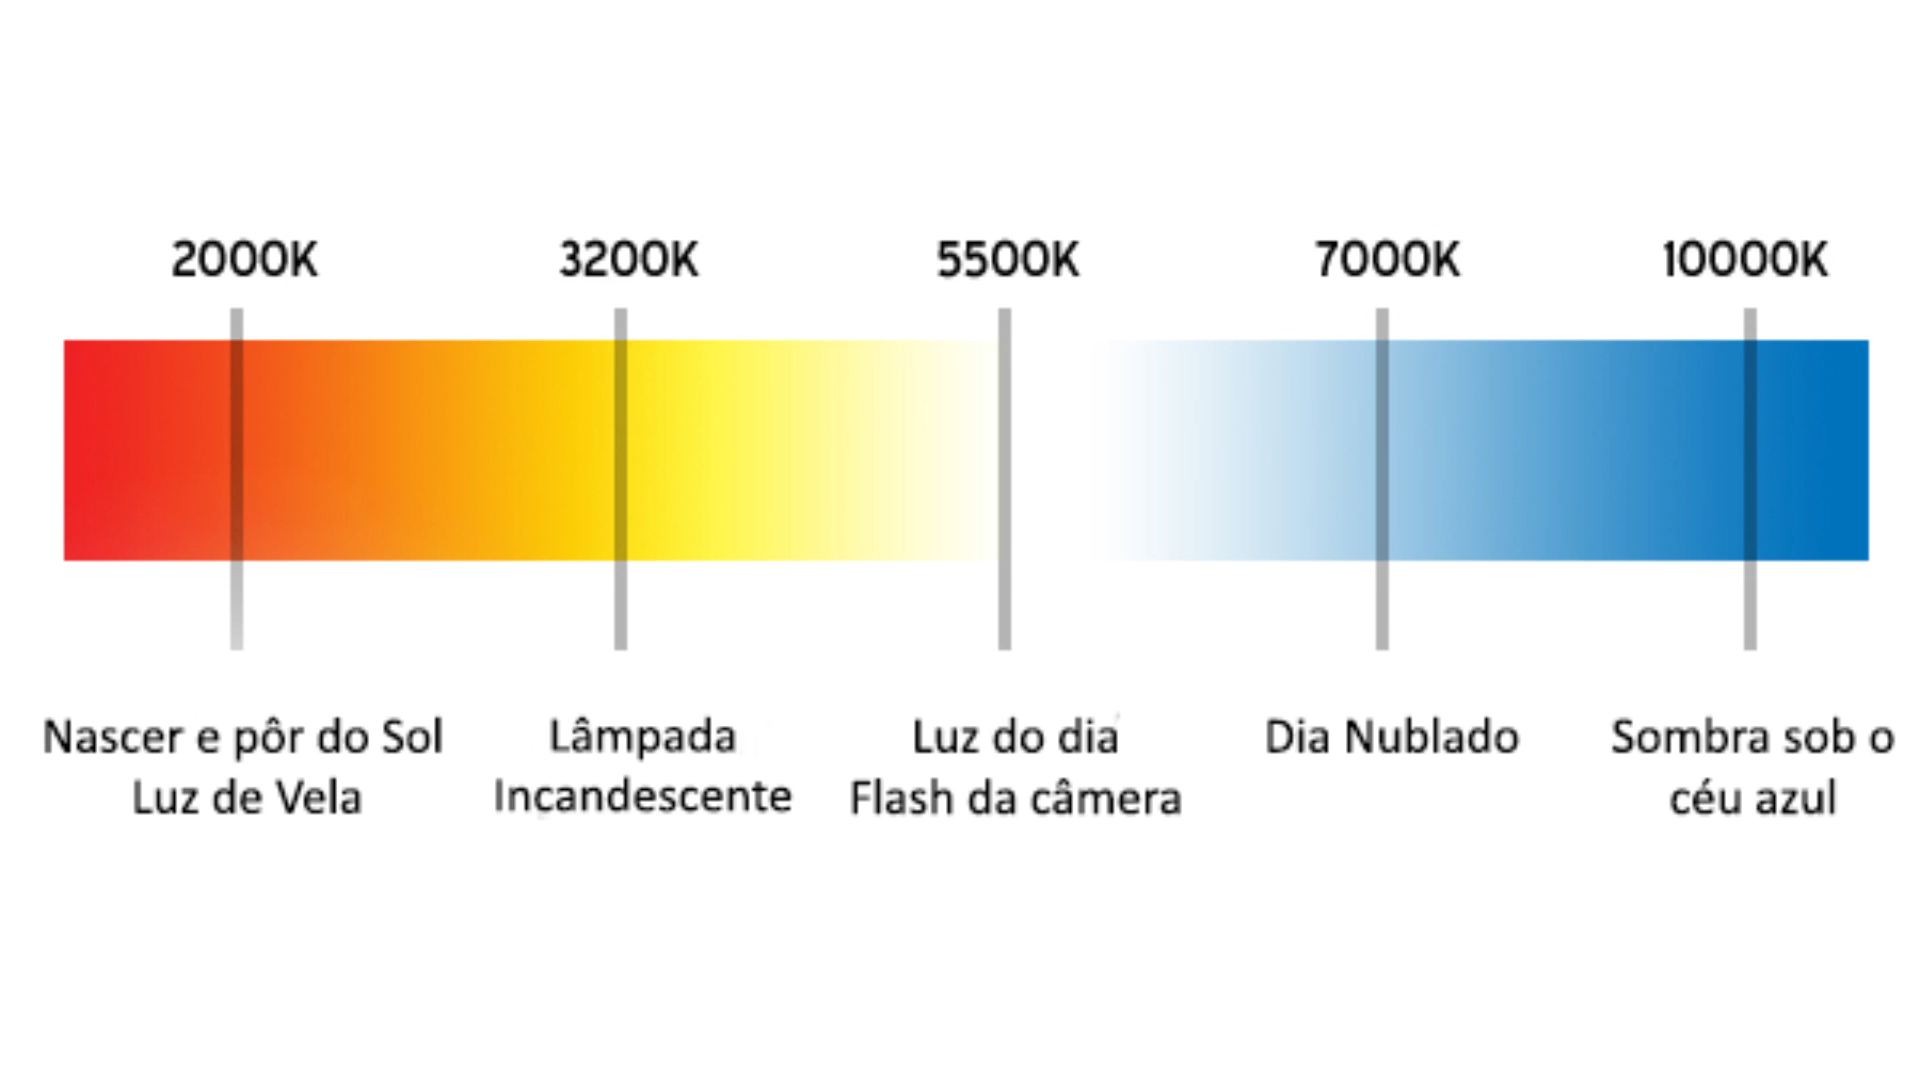 2000K 3200K 5500K 7000K 10000K
Nascer e pôr do Sol
Luz de Vela
Lâmpada
Incandescente
Luz do dia
Flash da câmera
Dia Nublado
Sombra sob o
céu azul